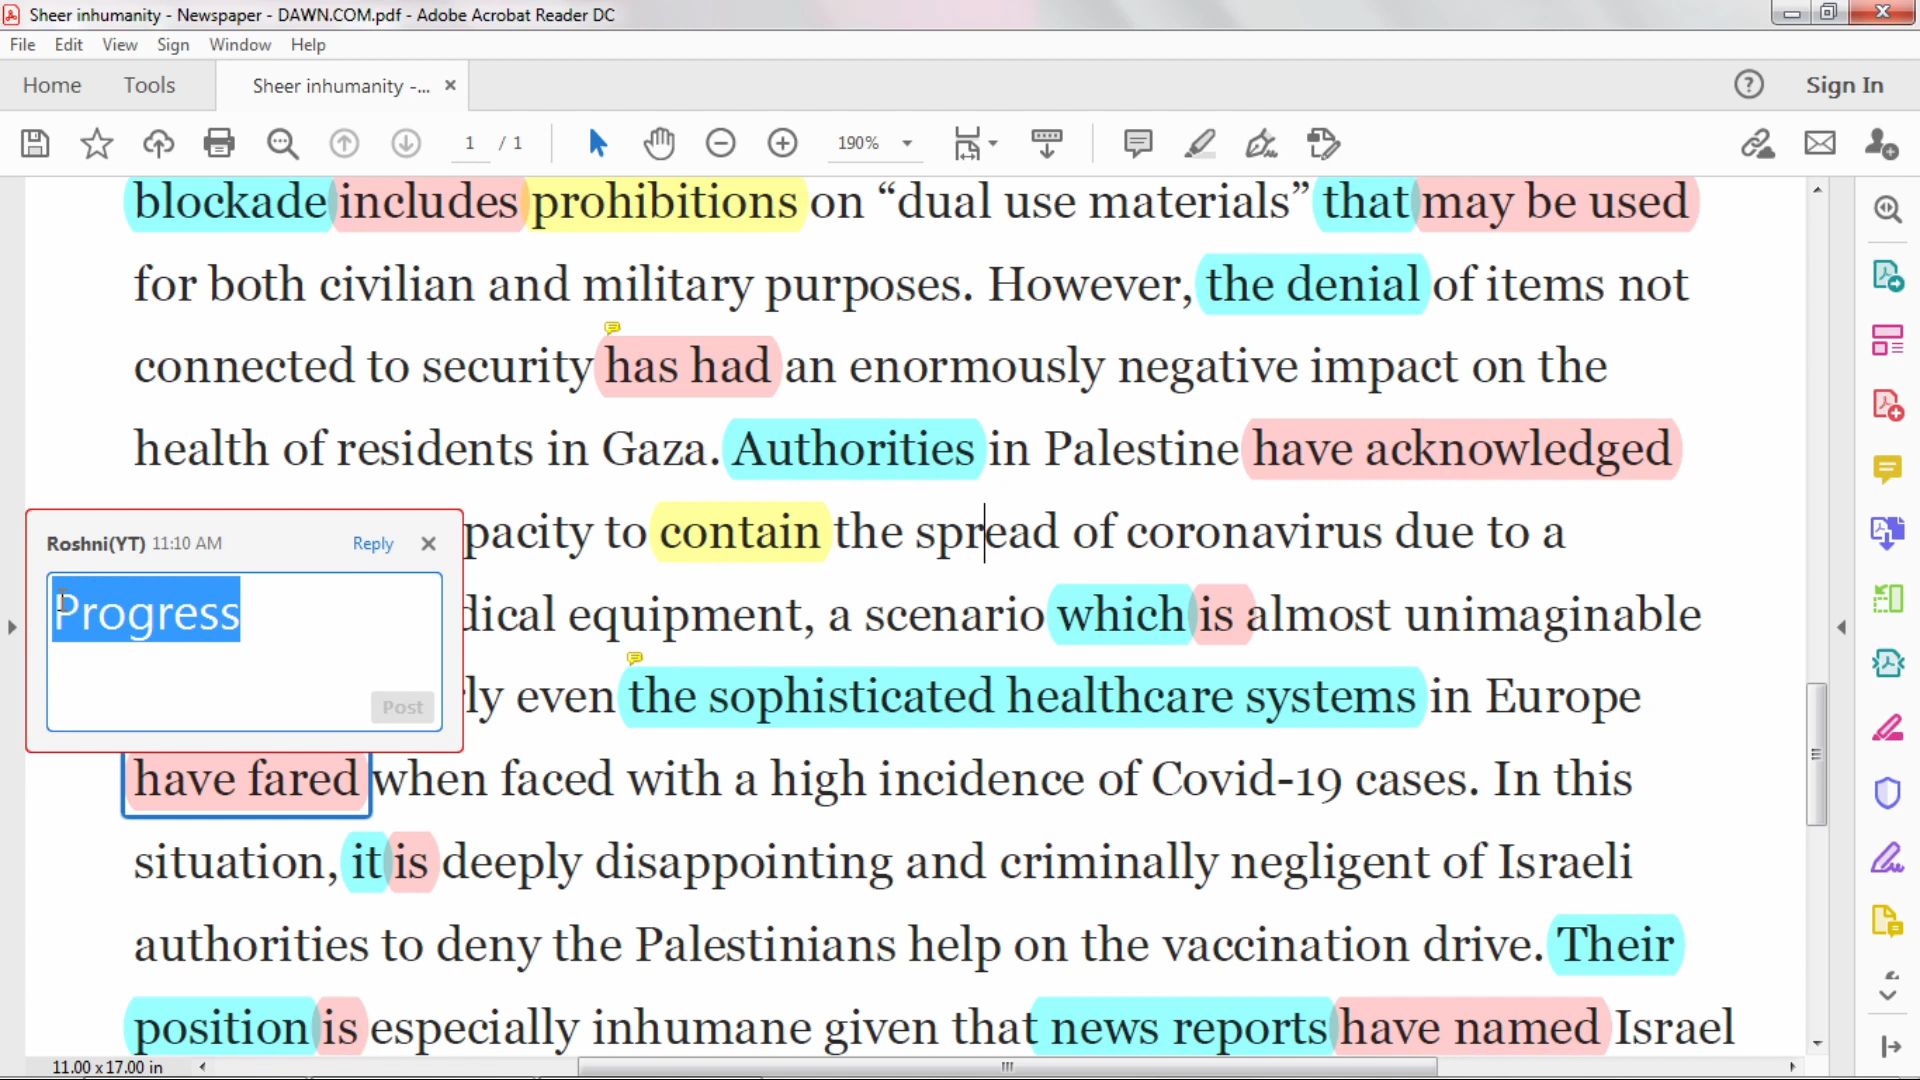 Sheer inhumanity - Newspaper - DAWN.COM.pdf - Adobe Acrobat Reader DC
File Edit View Sign Window Help
Home Tools Sheer inhumanity -... × Sign In
1 / 1 190%
blockade includes prohibitions on “dual use materials” that may be used
for both civilian and military purposes. However, the denial of items not
connected to security has had an enormously negative impact on the
health of residents in Gaza. Authorities in Palestine have acknowledged
pacity to contain the spread of coronavirus due to a
Roshni(YT) 11:10 AM Reply
Progress
Post
dical equipment, a scenario which is almost unimaginable
rly even the sophisticated healthcare systems in Europe
have fared when faced with a high incidence of Covid-19 cases. In this
situation, it is deeply disappointing and criminally negligent of Israeli
authorities to deny the Palestinians help on the vaccination drive. Their
position is especially inhumane given that news reports have named Israel
11.00 x 17.00 in